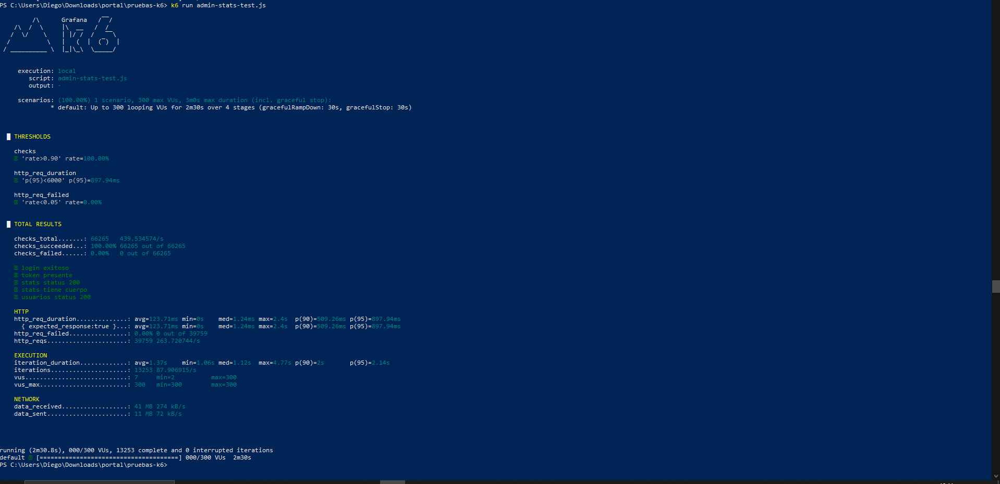 PS C:\Users\Diego\Downloads\portal\pruebas-k6> k6 run admin-stats-test.js
Grafana
execution: local
script: admin-stats-test.js
output: -
scenarios: (100.00%) 1 scenario, 300 max VUs, 3m0s max duration (incl. graceful stop):
* default: Up to 300 looping VUs for 2m30s over 4 stages (gracefulRampDown: 30s, gracefulStop: 30s)
█ THRESHOLDS
checks
'rate>0.90' rate=100.00%
http_req_duration
'p(95)<6000' p(95)=897.94ms
http_req_failed
'rate<0.05' rate=0.00%
█ TOTAL RESULTS
checks_total.......: 66265 439.534574/s
checks_succeeded...: 100.00% 66265 out of 66265
checks_failed......: 0.00% 0 out of 66265
login exitoso
token presente
stats status 200
stats tiene cuerpo
usuarios status 200
HTTP
http_req_duration..............: avg=123.71ms min=0s med=1.24ms max=2.4s p(90)=509.26ms p(95)=897.94ms
{ expected_response:true }...: avg=123.71ms min=0s med=1.24ms max=2.4s p(90)=509.26ms p(95)=897.94ms
http_req_failed................: 0.00% 0 out of 39759
http_reqs......................: 39759 263.720744/s
EXECUTION
iteration_duration.............: avg=1.37s min=1.06s med=1.12s max=4.77s p(90)=2s p(95)=2.14s
iterations.....................: 13253 87.906915/s
vus............................: 7 min=2 max=300
vus_max........................: 300 min=300 max=300
NETWORK
data_received..................: 41 MB 274 kB/s
data_sent......................: 11 MB 72 kB/s
running (2m30.8s), 000/300 VUs, 13253 complete and 0 interrupted iterations
default [======================================] 000/300 VUs 2m30s
PS C:\Users\Diego\Downloads\portal\pruebas-k6>